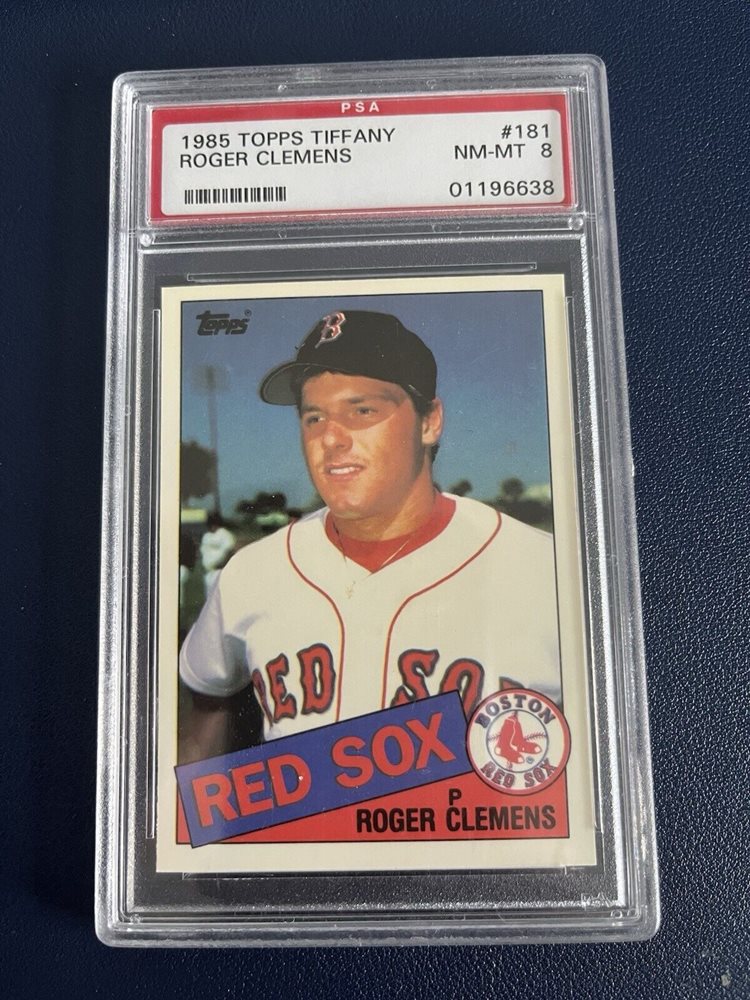 PSA
1985 TOPPS TIFFANY #181
ROGER CLEMENS NM-MT 8
01196638
Topps®
B
RED SOX
RED SOX
BOSTON
RED SOX
P
ROGER CLEMENS